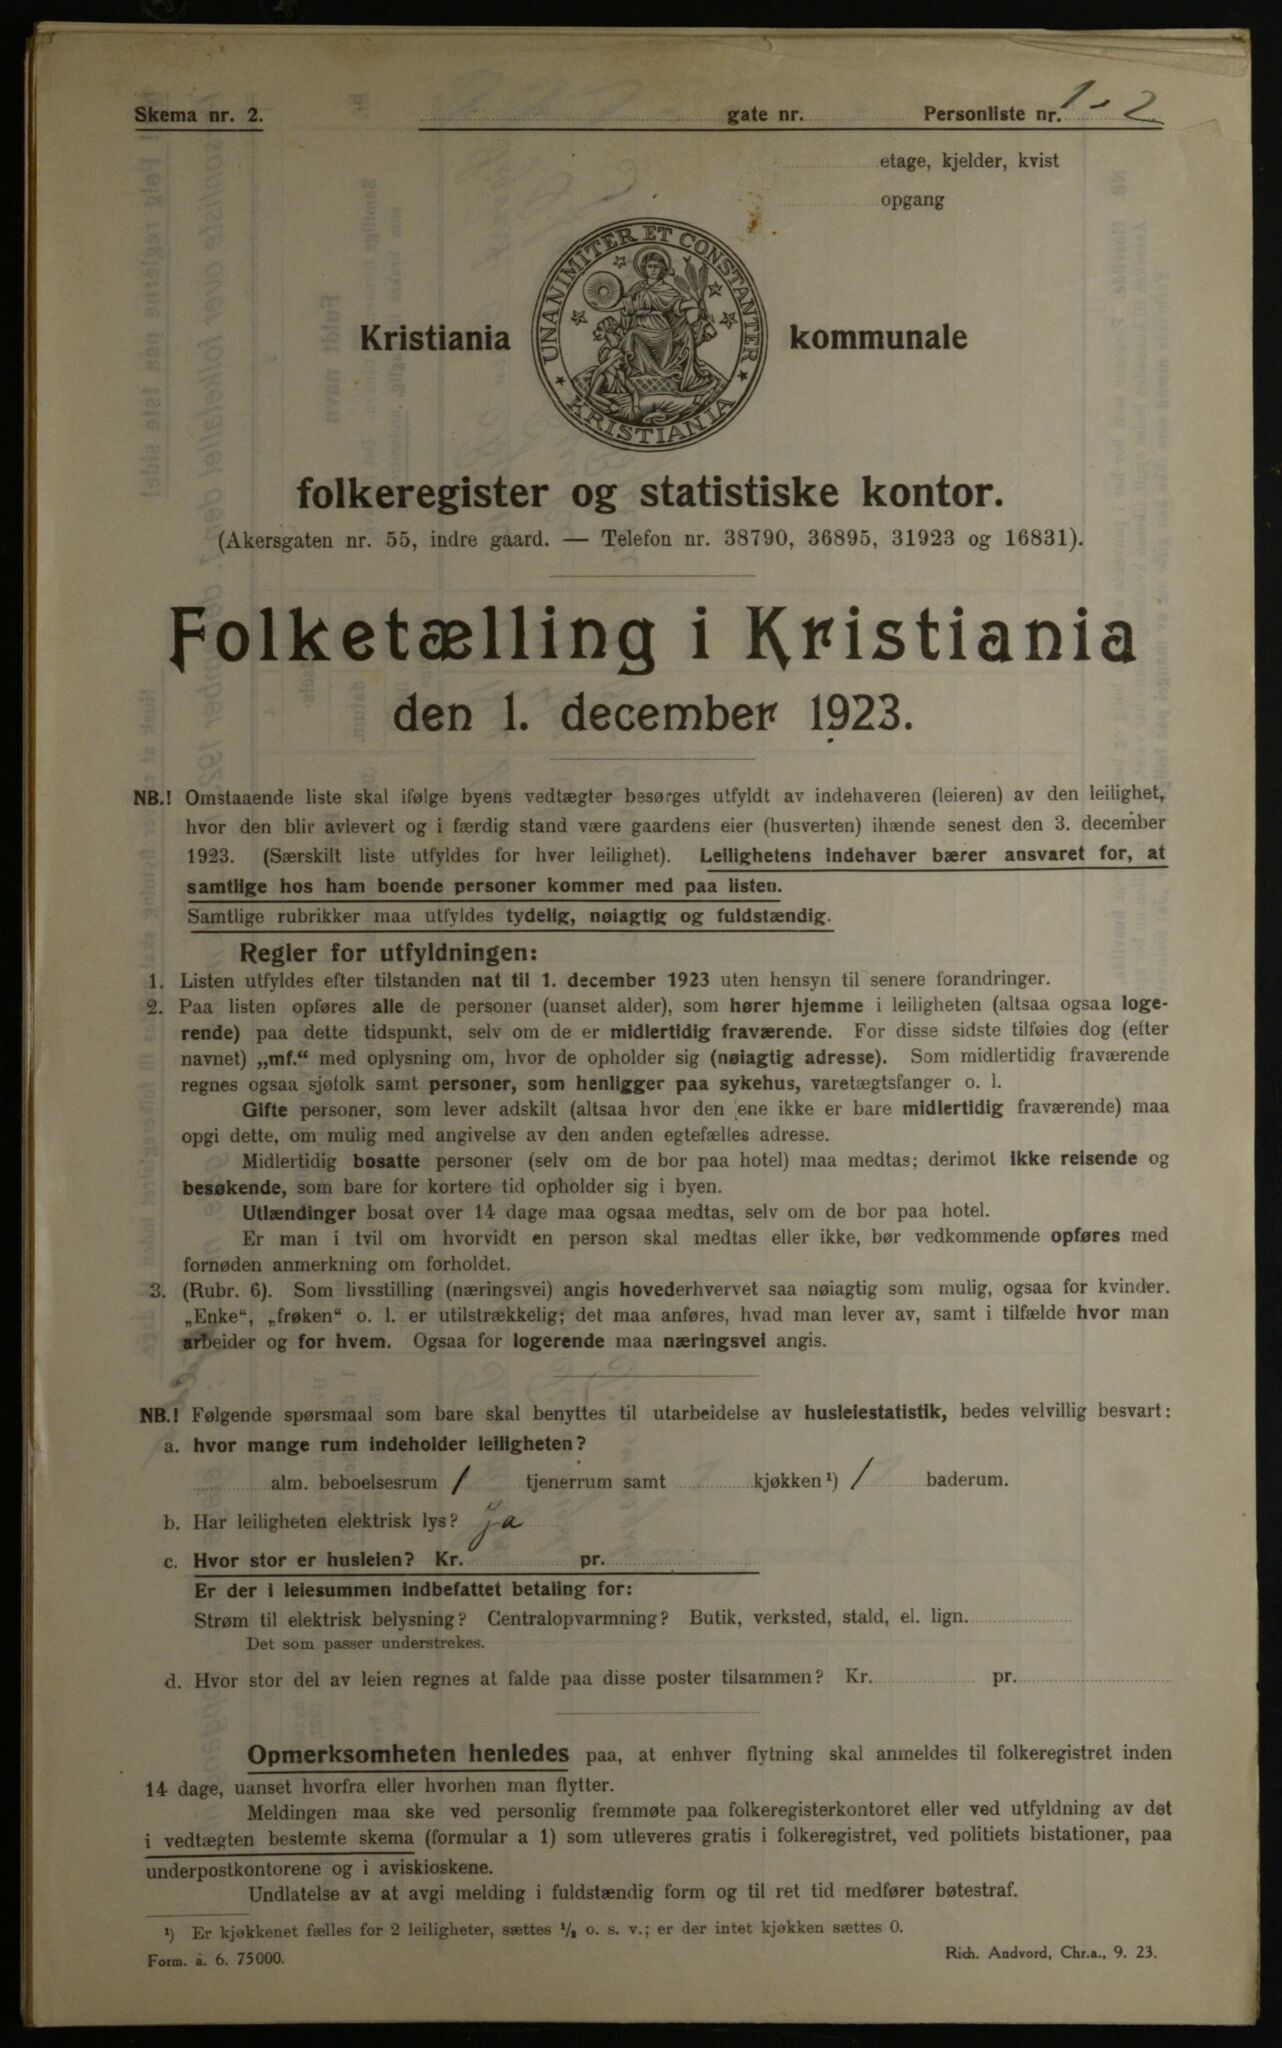 Skema nr. 2. gate nr. Personliste nr. 1-2
etage, kjelder, kvist
opgang
UNANIMITER ET CONSTANTER
KRISTIANIA
Kristiania kommunale
folkeregister og statistiske kontor.
(Akersgaten nr. 55, indre gaard. — Telefon nr. 38790, 36895, 31923 og 16831).
Folketælling i Kristiania
den 1. december 1923.
NB.! Omstaaende liste skal ifølge byens vedtægter besørges utfyldt av indehaveren (leieren) av den leilighet,
hvor den blir avlevert og i færdig stand være gaardens eier (husverten) ihænde senest den 3. december
1923. (Særskilt liste utfyldes for hver leilighet). Leilighetens indehaver bærer ansvaret for, at
samtlige hos ham boende personer kommer med paa listen.
Samtlige rubrikker maa utfyldes tydelig, nøiagtig og fuldstændig.
Regler for utfyldningen:
1. Listen utfyldes efter tilstanden nat til 1. december 1923 uten hensyn til senere forandringer.
2. Paa listen opføres alle de personer (uanset alder), som hører hjemme i leiligheten (altsaa ogsaa loge-
rende) paa dette tidspunkt, selv om de er midlertidig fraværende. For disse sidste tilføies dog (efter
navnet) „mf.“ med oplysning om, hvor de opholder sig (nøiagtig adresse). Som midlertidig fraværende
regnes ogsaa sjøfolk samt personer, som henligger paa sykehus, varetægtsfanger o. l.
Gifte personer, som lever adskilt (altsaa hvor den ene ikke er bare midlertidig fraværende) maa
opgi dette, om mulig med angivelse av den anden egtefælles adresse.
Midlertidig bosatte personer (selv om de bor paa hotel) maa medtas; derimot ikke reisende og
besøkende, som bare for kortere tid opholder sig i byen.
Utlændinger bosat over 14 dage maa ogsaa medtas, selv om de bor paa hotel.
Er man i tvil om hvorvidt en person skal medtas eller ikke, bør vedkommende opføres med
fornøden anmerkning om forholdet.
3. (Rubr. 6). Som livsstilling (næringsvei) angis hovederhvervet saa nøiagtig som mulig, ogsaa for kvinder.
„Enke“, „frøken“ o. l. er utilstrækkelig; det maa anføres, hvad man lever av, samt i tilfælde hvor man
arbeider og for hvem. Ogsaa for logerende maa næringsvei angis.
NB.! Følgende spørsmaal som bare skal benyttes til utarbeidelse av husleiestatistik, bedes velvillig besvart:
a. hvor mange rum indeholder leiligheten?
alm. beboelsesrum / tjenerrum samt kjøkken ¹) / baderum.
b. Har leiligheten elektrisk lys? Ja
c. Hvor stor er husleien? Kr. pr.
Er der i leiesummen indbefattet betaling for:
Strøm til elektrisk belysning? Centralopvarmning? Butik, verksted, stald, el. lign.
Det som passer understrekes.
d. Hvor stor del av leien regnes at falde paa disse poster tilsammen? Kr. pr.
Opmerksomheten henledes paa, at enhver flytning skal anmeldes til folkeregistret inden
14 dage, uanset hvorfra eller hvorhen man flytter.
Meldingen maa ske ved personlig fremmøte paa folkeregisterkontoret eller ved utfyldning av det
i vedtægten bestemte skema (formular a 1) som utleveres gratis i folkeregistret, ved politiets bistationer, paa
underpostkontorene og i aviskioskene.
Undlatelse av at avgi melding i fuldstændig form og til ret tid medfører bøtestraf.
¹) Er kjøkkenet fælles for 2 leiligheter, sættes ½ o. s. v.; er der intet kjøkken sættes 0.
Form. a. 6. 75000. Rich. Andvord, Chr.a., 9. 23.